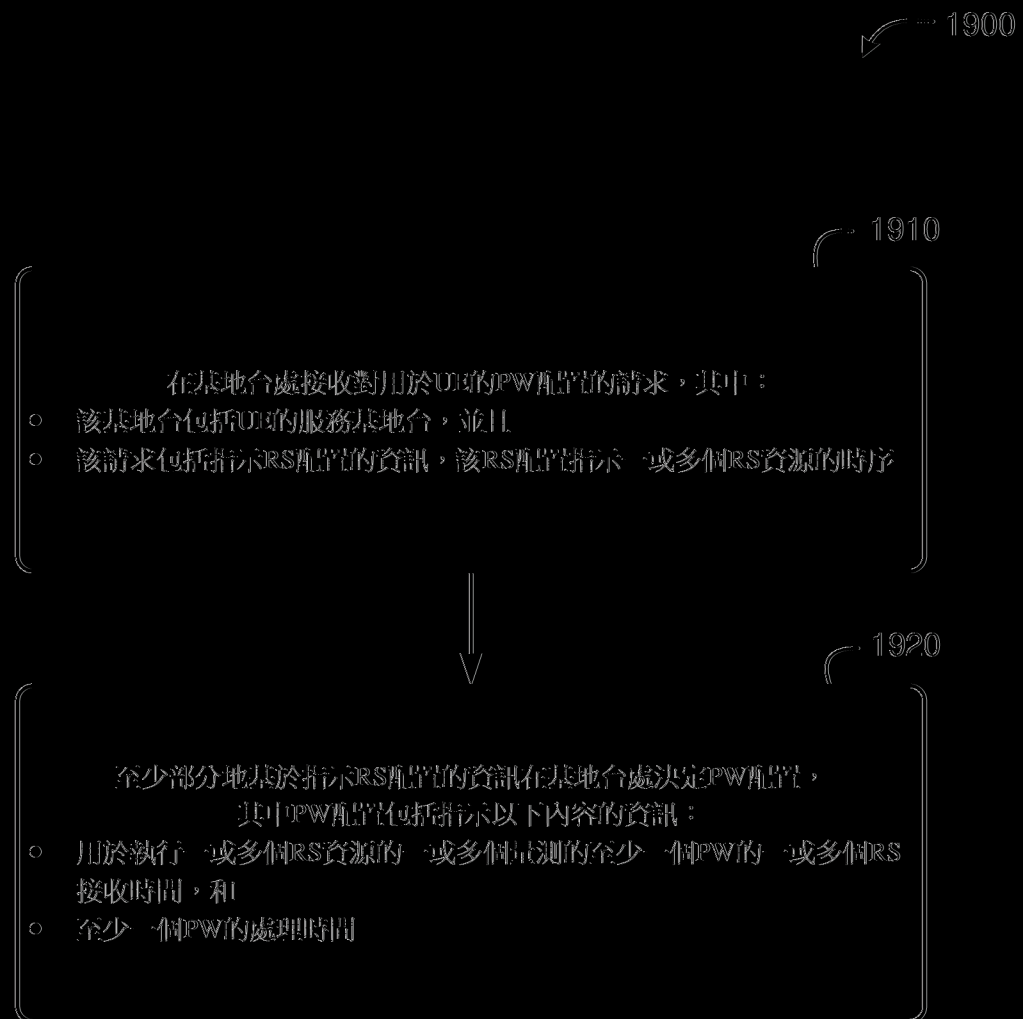 1900
1910
在基地台處接收對用於UE的PW配置的請求，其中：
○ 該基地台包括UE的服務基地台，並且
○ 該請求包括指示RS配置的資訊，該RS配置指示一或多個RS資源的時序
1920
至少部分地基於指示RS配置的資訊在基地台處決定PW配置，
其中PW配置包括指示以下內容的資訊：
○ 用於執行一或多個RS資源的一或多個量測的至少一個PW的一或多個RS
接收時間，和
○ 至少一個PW的處理時間